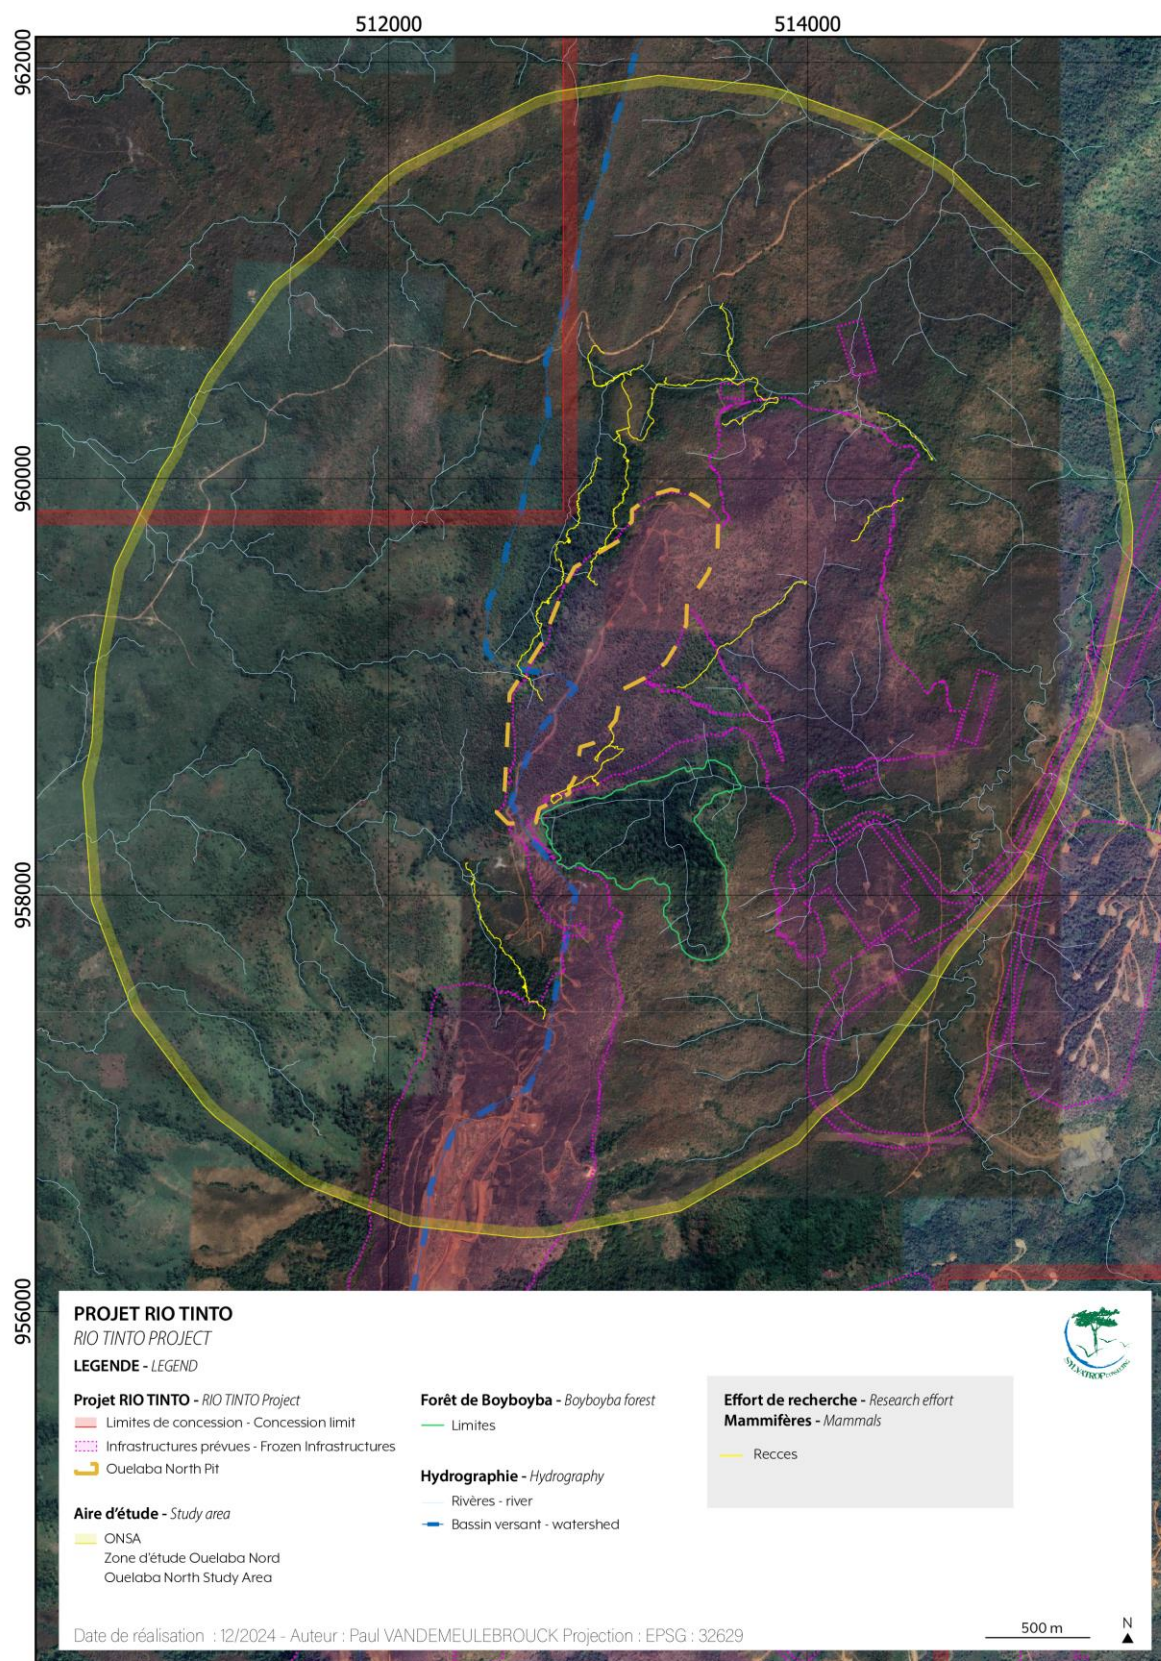 512000
514000
962000
960000
958000
956000
PROJET RIO TINTO
RIO TINTO PROJECT
LEGENDE - LEGEND
Projet RIO TINTO - RIO TINTO Project
Limites de concession - Concession limit
Infrastructures prévues - Frozen Infrastructures
Ouelaba North Pit
Aire d'étude - Study area
ONSA
Zone d'étude Ouelaba Nord
Ouelaba North Study Area
Forêt de Boyboyba - Boyboyba forest
Limites
Hydrographie - Hydrography
Rivères - river
Bassin versant - watershed
Effort de recherche - Research effort
Mammifères - Mammals
Recces
SYLVATROP CONSULTING
Date de réalisation : 12/2024 - Auteur : Paul VANDEMEULEBROUCK Projection : EPSG : 32629
500 m
N